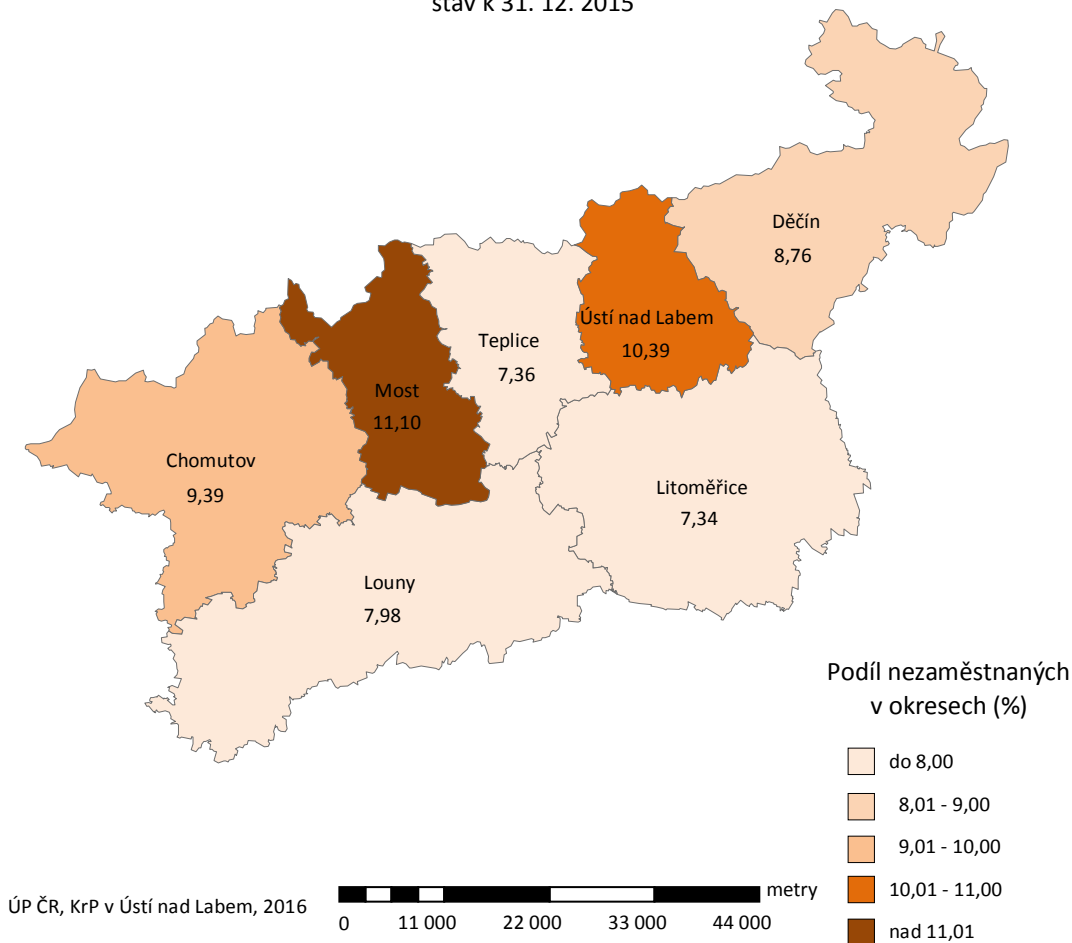 stav k 31. 12. 2015
Děčín
8,76
Ústí nad Labem
10,39
Teplice
7,36
Most
11,10
Chomutov
9,39
Litoměřice
7,34
Louny
7,98
Podíl nezaměstnaných
v okresech (%)
do 8,00
8,01 - 9,00
9,01 - 10,00
10,01 - 11,00
nad 11,01
metry
0 11 000 22 000 33 000 44 000
ÚP ČR, KrP v Ústí nad Labem, 2016